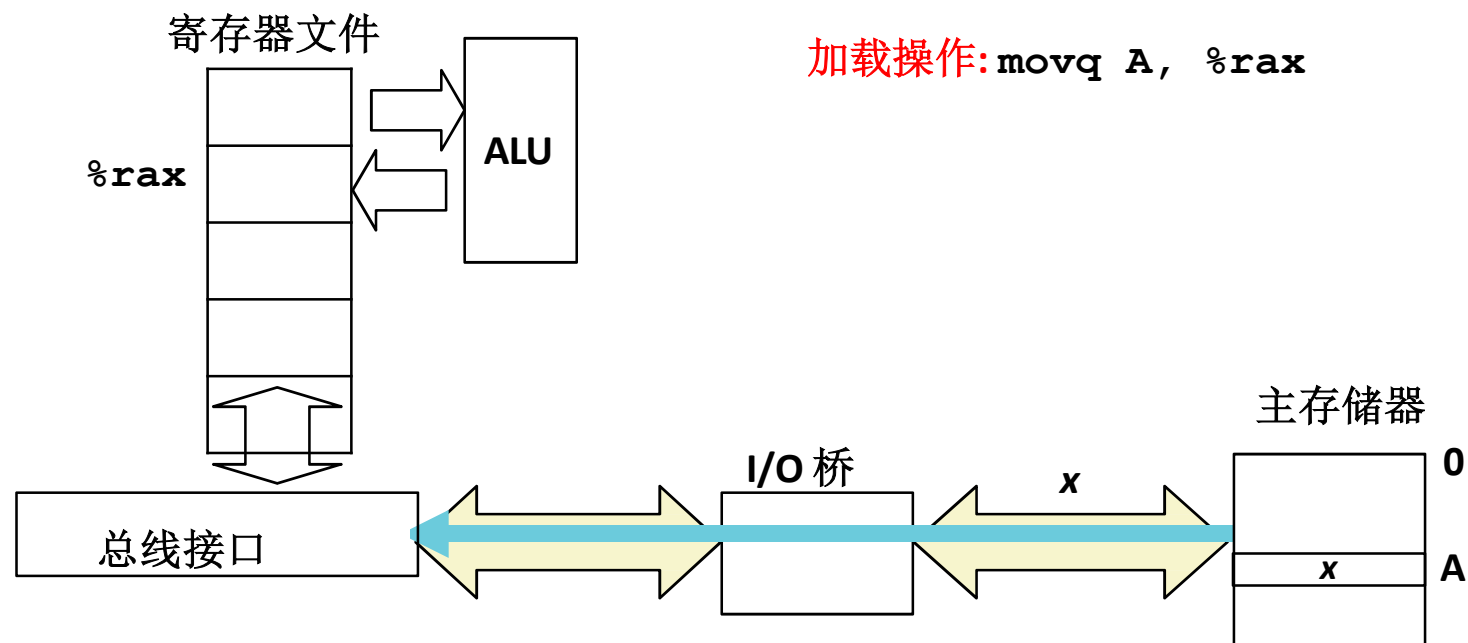 寄存器文件
加载操作: movq A, %rax
ALU
%rax
主存储器
I/O 桥
x
0
总线接口
x
A